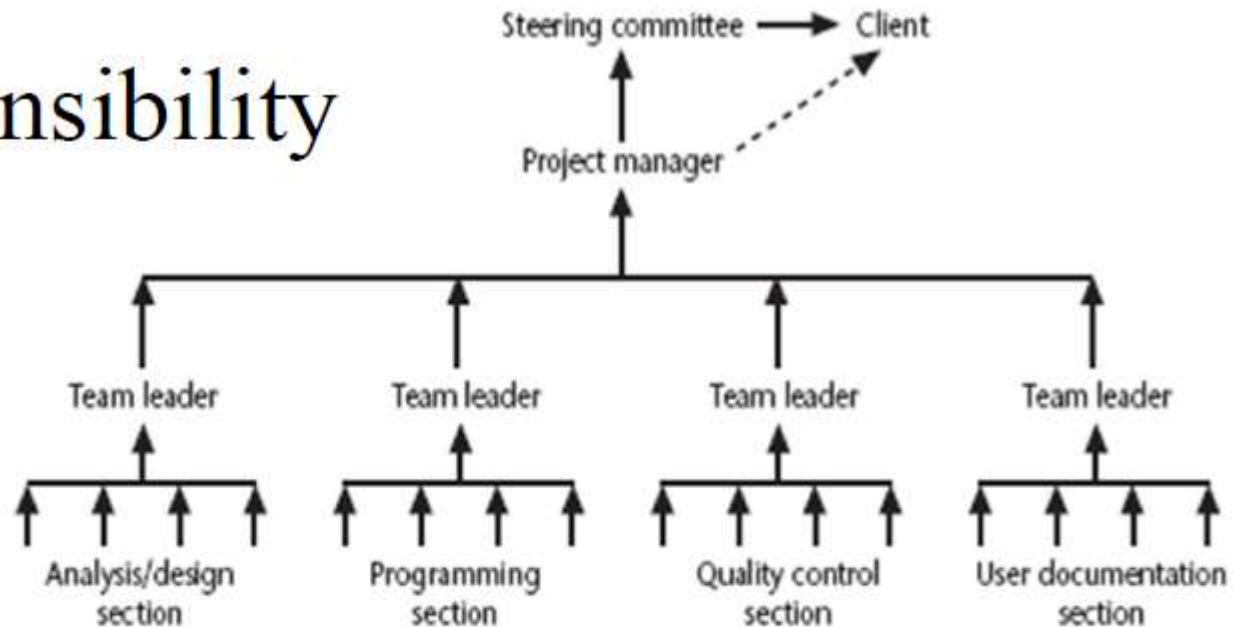 Steering committee Client
nsibility
Project manager
Team leader Team leader Team leader Team leader
Analysis/design Programming Quality control User documentation
section section section section